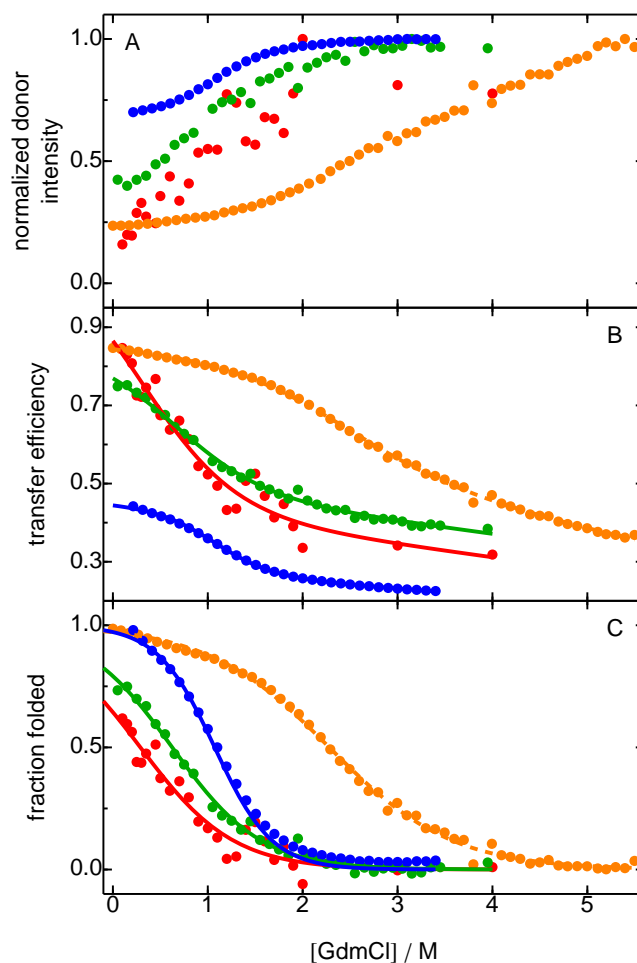 A
1.0
0.5
0.0
normalized donor
intensity
B
0.9
0.7
0.5
0.3
transfer efficiency
C
1.0
0.5
0.0
fraction folded
0 1 2 3 4 5
[GdmCl] / M